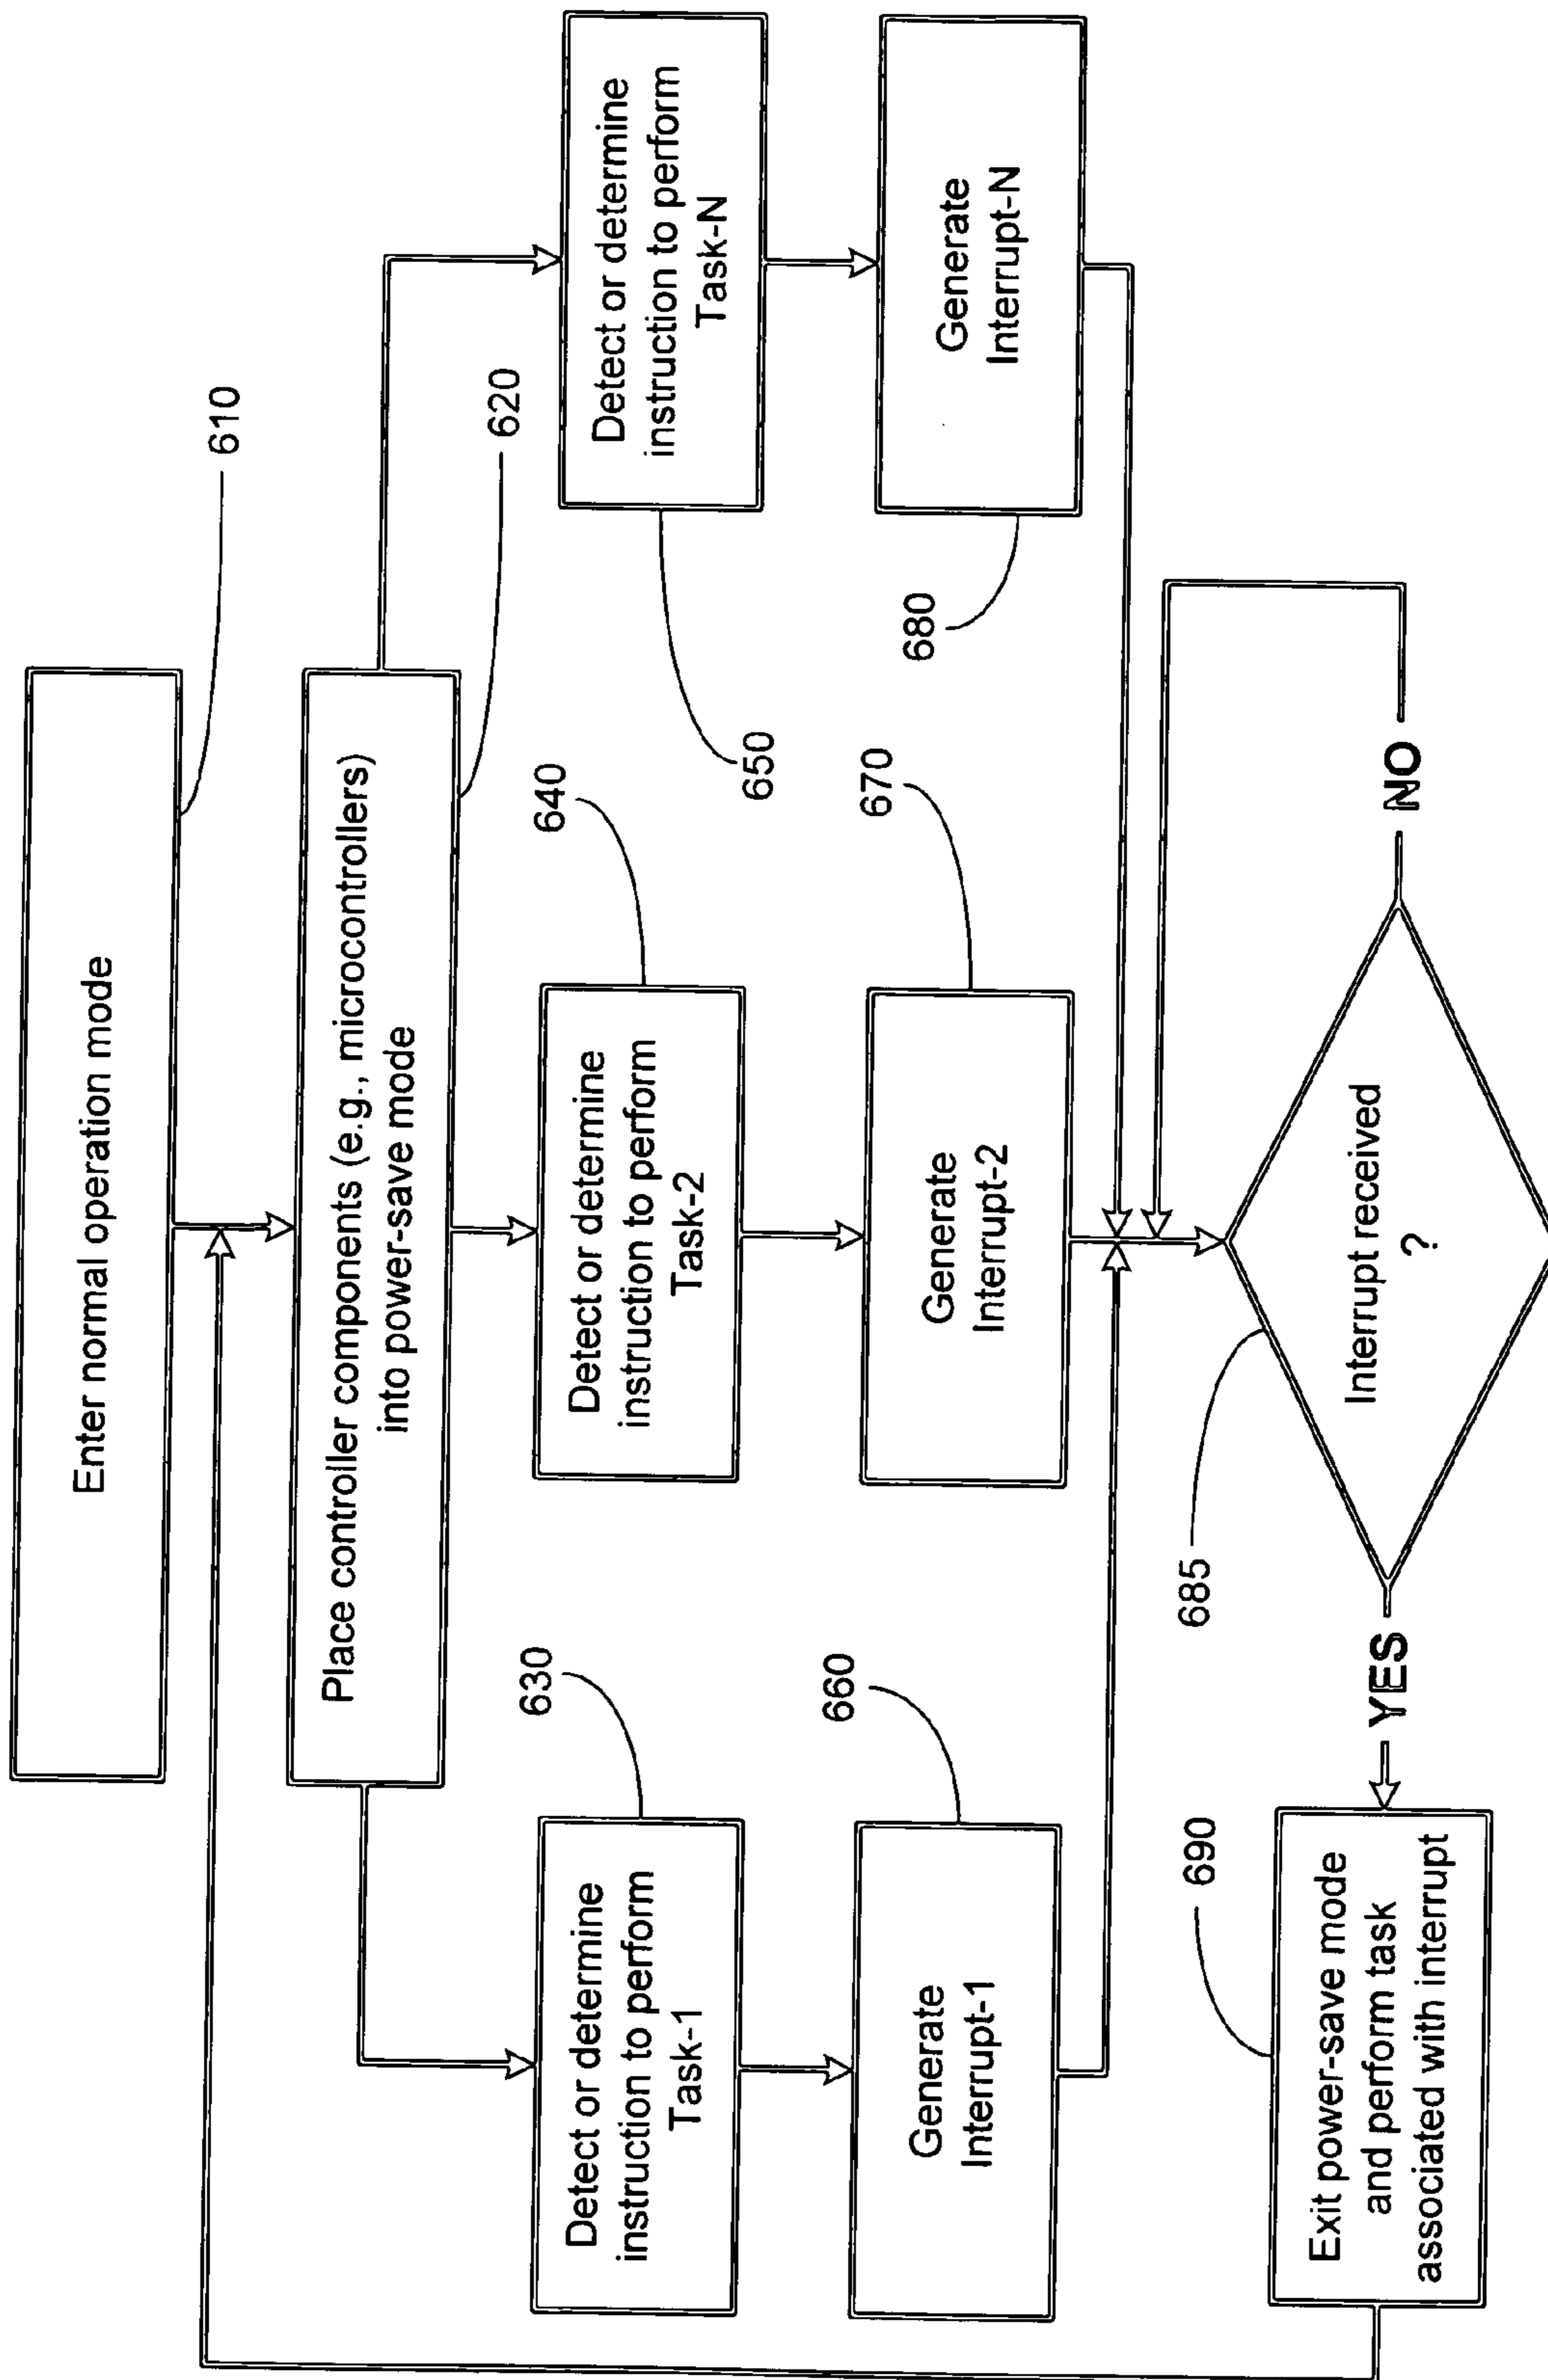 Enter normal operation mode
610
Place controller components (e.g., microcontrollers)
into power-save mode
620
Detect or determine
instruction to perform
Task-1
630
Detect or determine
instruction to perform
Task-2
640
Detect or determine
instruction to perform
Task-N
650
Generate
Interrupt-1
660
Generate
Interrupt-2
670
Generate
Interrupt-N
680
Interrupt received
?
685
YES
NO
Exit power-save mode
and perform task
associated with interrupt
690